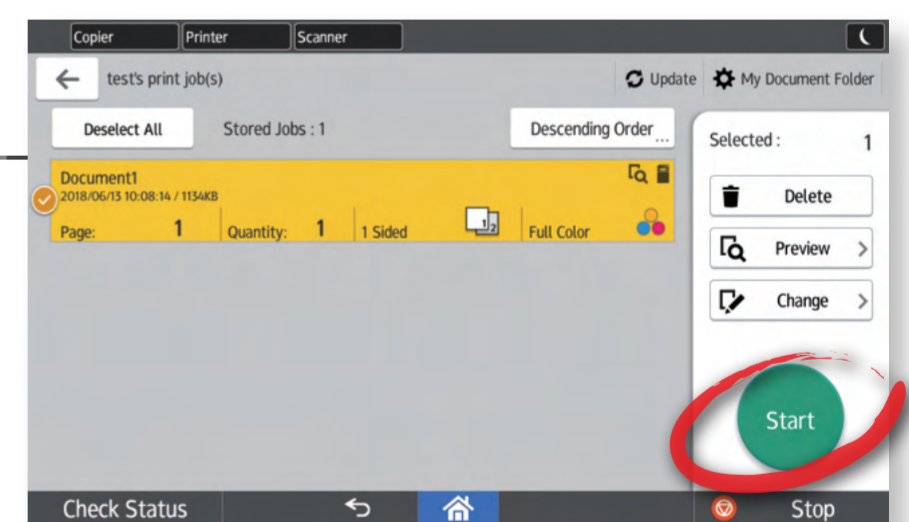 Copier Printer Scanner
test's print job(s) Update My Document Folder
Deselect All Stored Jobs : 1 Descending Order... Selected : 1
Document1
2018/06/13 10:08:14 / 1134KB
Page: 1 Quantity: 1 1 Sided 1 2 Full Color
Delete
Preview
Change
Start
Check Status Stop